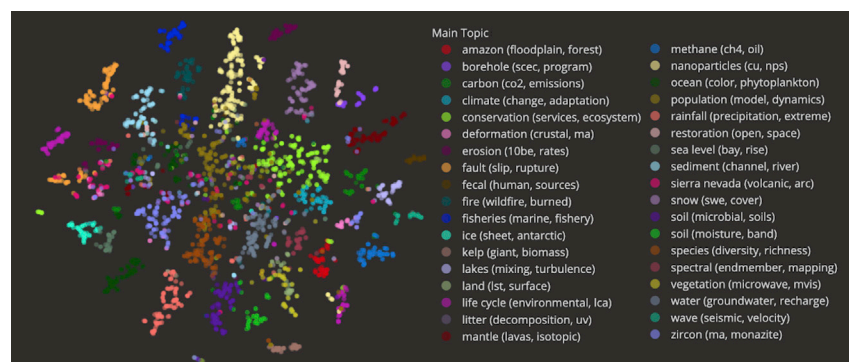 Main Topic
amazon (floodplain, forest)
borehole (scec, program)
carbon (co2, emissions)
climate (change, adaptation)
conservation (services, ecosystem)
deformation (crustal, ma)
erosion (10be, rates)
fault (slip, rupture)
fecal (human, sources)
fire (wildfire, burned)
fisheries (marine, fishery)
ice (sheet, antarctic)
kelp (giant, biomass)
lakes (mixing, turbulence)
land (lst, surface)
life cycle (environmental, lca)
litter (decomposition, uv)
mantle (lavas, isotopic)
methane (ch4, oil)
nanoparticles (cu, nps)
ocean (color, phytoplankton)
population (model, dynamics)
rainfall (precipitation, extreme)
restoration (open, space)
sea level (bay, rise)
sediment (channel, river)
sierra nevada (volcanic, arc)
snow (swe, cover)
soil (microbial, soils)
soil (moisture, band)
species (diversity, richness)
spectral (endmember, mapping)
vegetation (microwave, mvis)
water (groundwater, recharge)
wave (seismic, velocity)
zircon (ma, monazite)